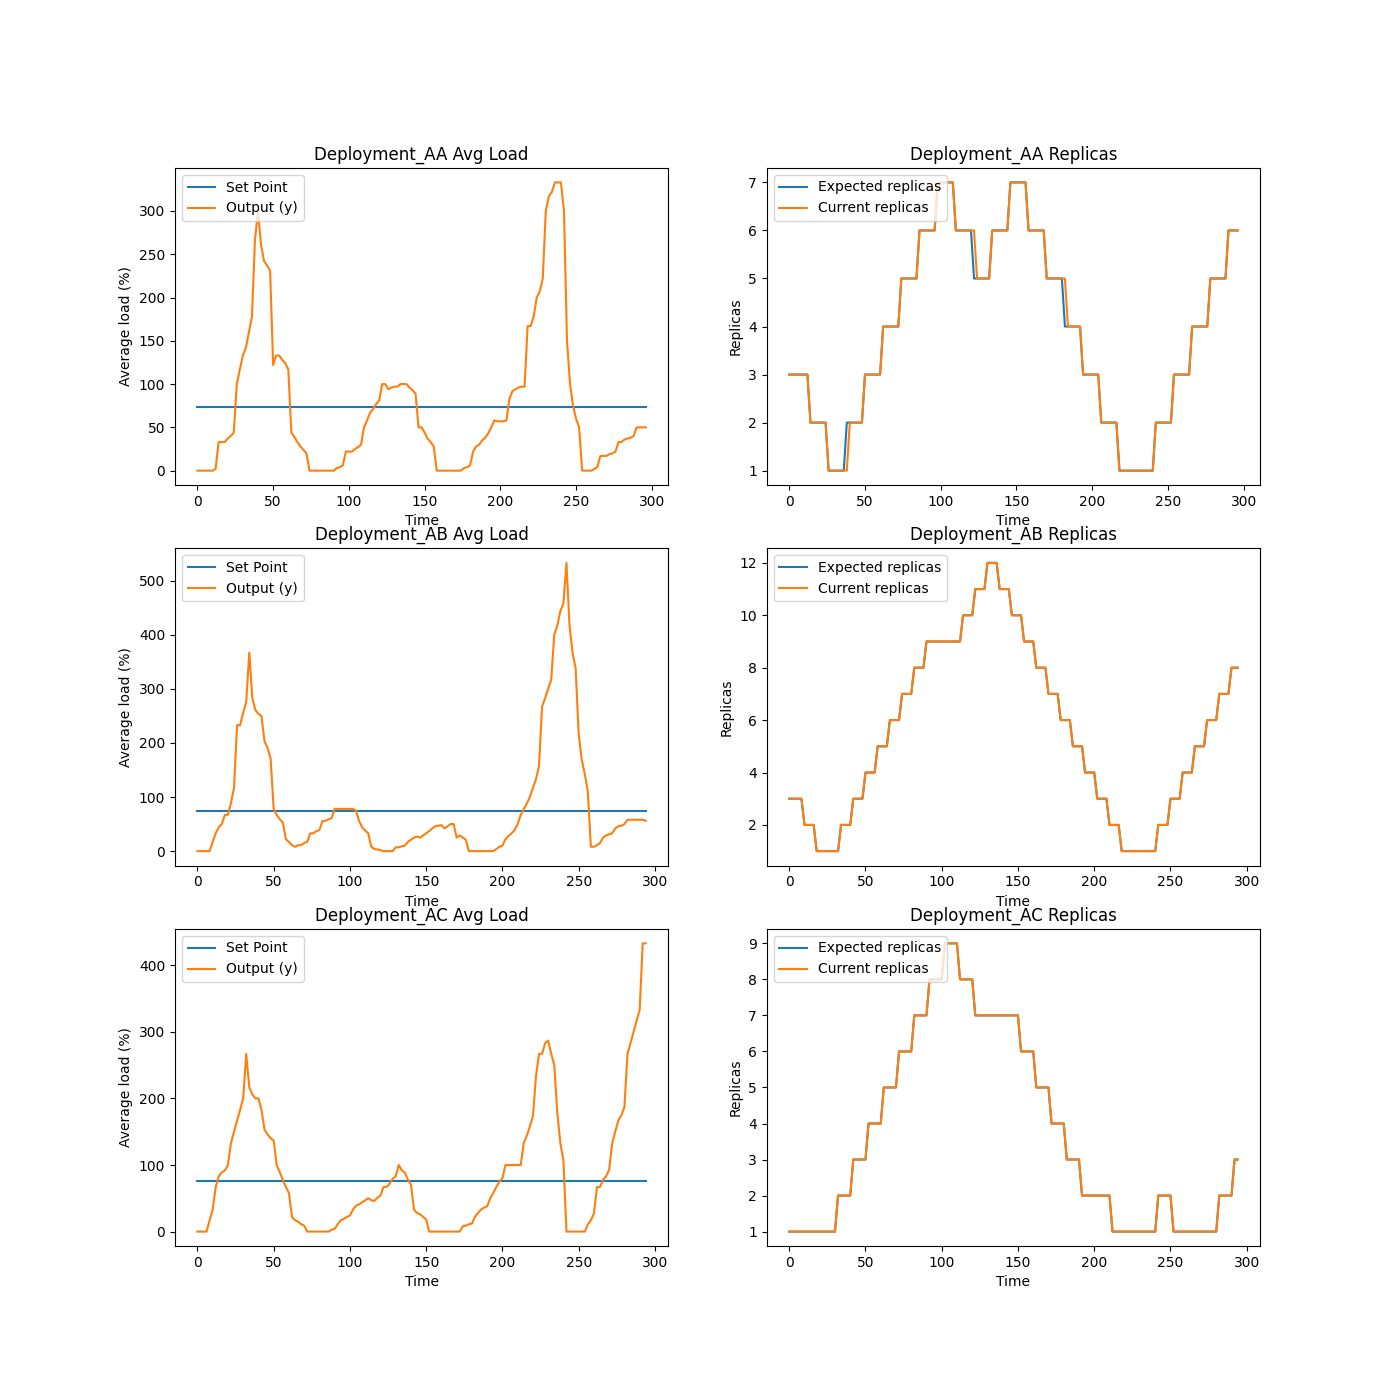 Deployment_AA Avg Load
Set Point
Output (y)
Average load (%)
300
250
200
150
100
50
0
0 50 100 150 200 250 300
Time
Deployment_AA Replicas
Expected replicas
Current replicas
Replicas
7
6
5
4
3
2
1
0 50 100 150 200 250 300
Time
Deployment_AB Avg Load
Set Point
Output (y)
Average load (%)
500
400
300
200
100
0
0 50 100 150 200 250 300
Time
Deployment_AB Replicas
Expected replicas
Current replicas
Replicas
12
10
8
6
4
2
0 50 100 150 200 250 300
Time
Deployment_AC Avg Load
Set Point
Output (y)
Average load (%)
400
300
200
100
0
0 50 100 150 200 250 300
Time
Deployment_AC Replicas
Expected replicas
Current replicas
Replicas
9
8
7
6
5
4
3
2
1
0 50 100 150 200 250 300
Time